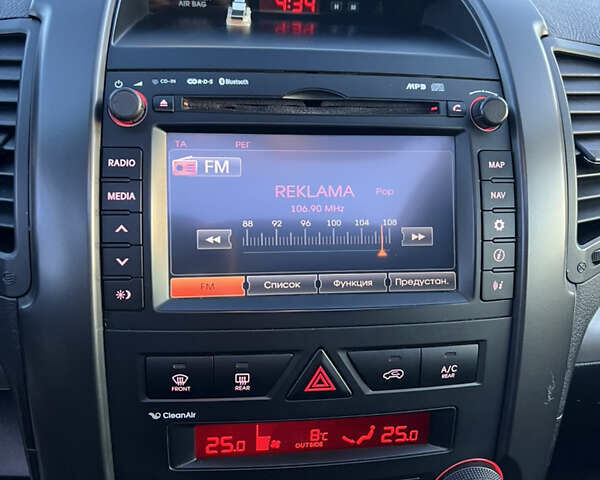 AIR BAG
4:34
CD-IN R·D·S Bluetooth
MP3
RADIO
MEDIA
MAP
NAV
TA РЕГ
FM
REKLAMA Pop
106.90 MHz
88 92 96 100 104 108
FM Список Функция Предустан.
FRONT
REAR
A/C
REAR
CleanAir
25.0 8°C 25.0
OUTSIDE